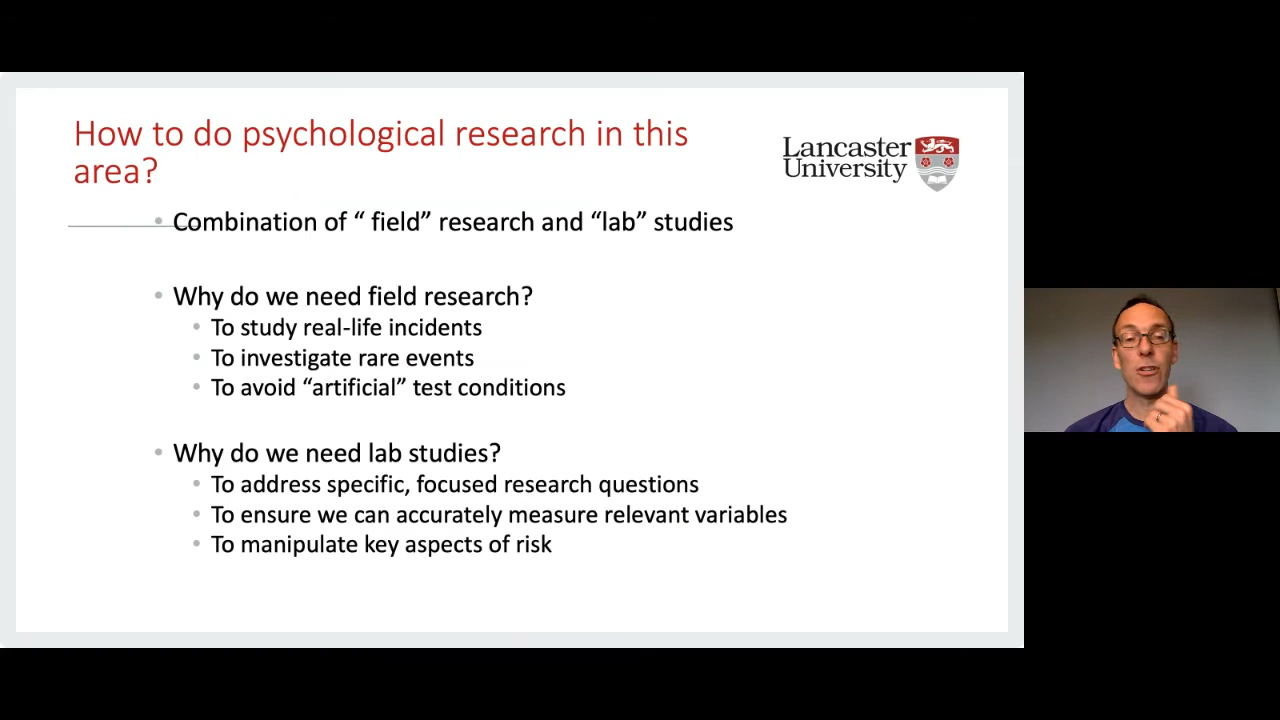 How to do psychological research in this
area?
Lancaster
University
• Combination of “ field” research and “lab” studies
• Why do we need field research?
• To study real-life incidents
• To investigate rare events
• To avoid “artificial” test conditions
• Why do we need lab studies?
• To address specific, focused research questions
• To ensure we can accurately measure relevant variables
• To manipulate key aspects of risk